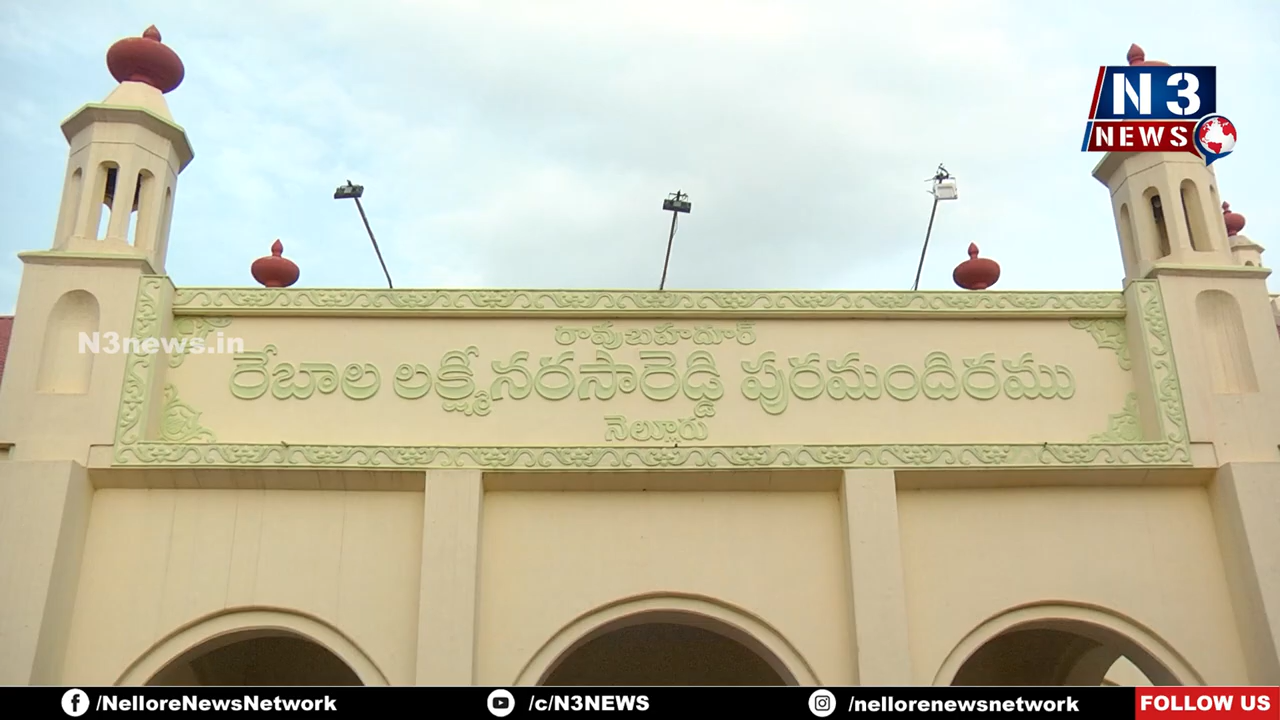 N3
NEWS
N3news.in
రావుబహదూర్
రేబాల లక్ష్మీనరసారెడ్డి పురమందిరము
నెల్లూరు
/NelloreNewsNetwork
/c/N3NEWS
/nellorenewsnetwork
FOLLOW US